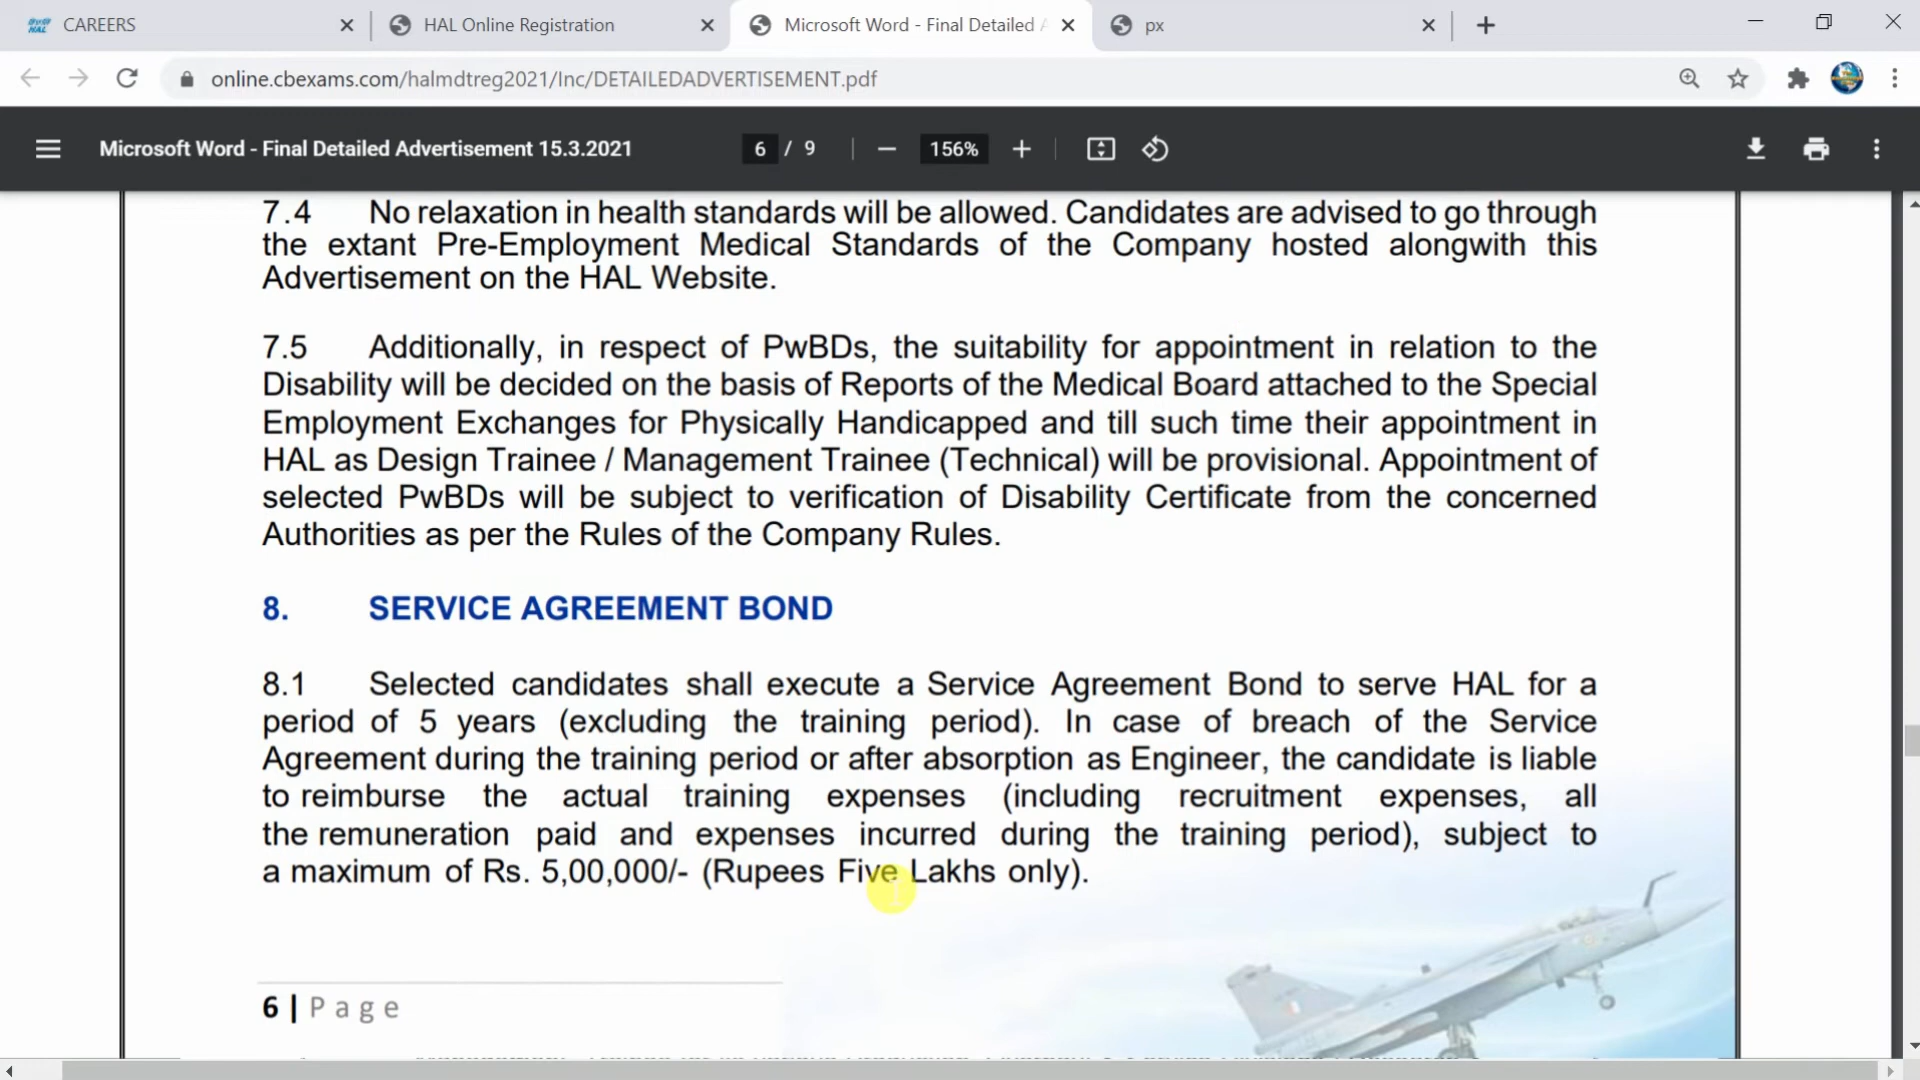 CAREERS
HAL Online Registration
Microsoft Word - Final Detailed A
px
online.cbexams.com/halmdtreg2021/Inc/DETAILEDADVERTISEMENT.pdf
Microsoft Word - Final Detailed Advertisement 15.3.2021
6 / 9
156%
7.4 No relaxation in health standards will be allowed. Candidates are advised to go through
the extant Pre-Employment Medical Standards of the Company hosted alongwith this
Advertisement on the HAL Website.
7.5 Additionally, in respect of PwBDs, the suitability for appointment in relation to the
Disability will be decided on the basis of Reports of the Medical Board attached to the Special
Employment Exchanges for Physically Handicapped and till such time their appointment in
HAL as Design Trainee / Management Trainee (Technical) will be provisional. Appointment of
selected PwBDs will be subject to verification of Disability Certificate from the concerned
Authorities as per the Rules of the Company Rules.
8. SERVICE AGREEMENT BOND
8.1 Selected candidates shall execute a Service Agreement Bond to serve HAL for a
period of 5 years (excluding the training period). In case of breach of the Service
Agreement during the training period or after absorption as Engineer, the candidate is liable
to reimburse the actual training expenses (including recruitment expenses, all
the remuneration paid and expenses incurred during the training period), subject to
a maximum of Rs. 5,00,000/- (Rupees Five Lakhs only).
6 | Page